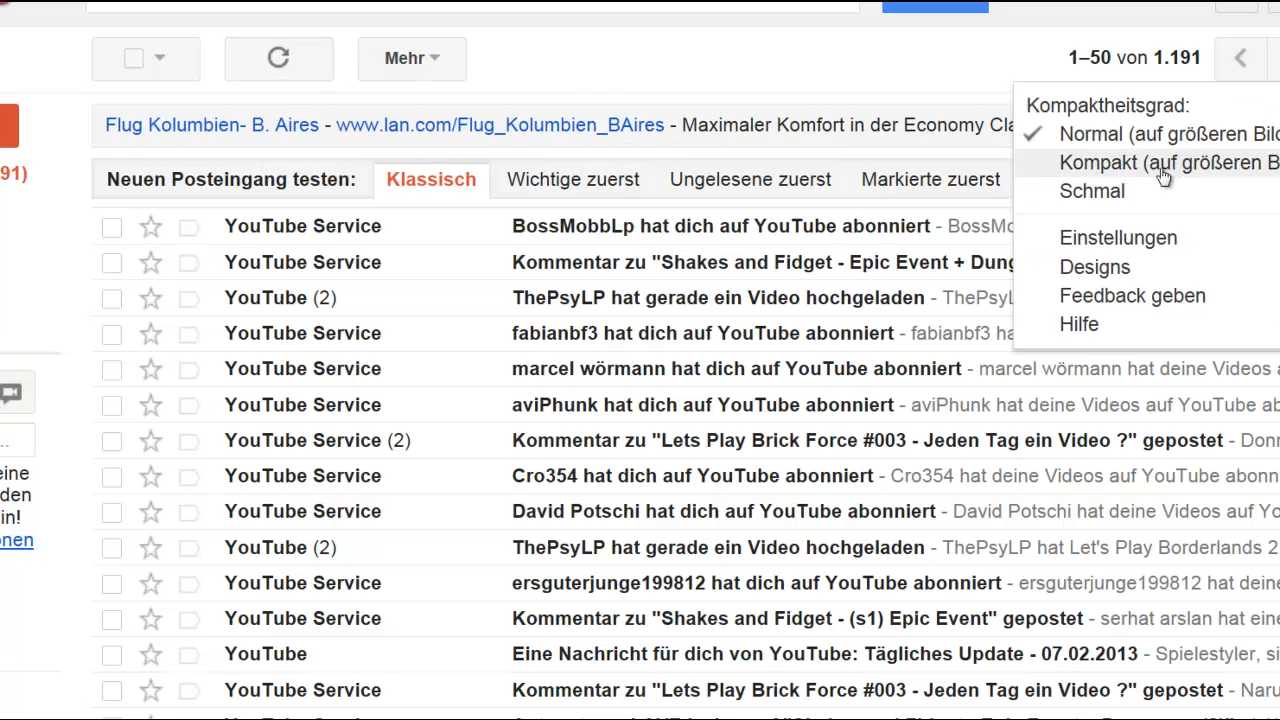 Mehr
1–50 von 1.191
Kompaktheitsgrad:
Normal (auf größeren
Kompakt (auf größeren
Schmal
Einstellungen
Designs
Feedback geben
Hilfe
Flug Kolumbien- B. Aires - www.lan.com/Flug_Kolumbien_BAires - Maximaler Komfort in der Economy
91)
Neuen Posteingang testen: Klassisch Wichtige zuerst Ungelesene zuerst Markierte zuerst
YouTube Service BossMobbLp hat dich auf YouTube abonniert - BossM
YouTube Service Kommentar zu "Shakes and Fidget - Epic Event + Dung
YouTube (2) ThePsyLP hat gerade ein Video hochgeladen - ThePsyL
YouTube Service fabianbf3 hat dich auf YouTube abonniert - fabianbf3 ha
YouTube Service marcel wörmann hat dich auf YouTube abonniert - marcel wörmann hat deine Videos a
YouTube Service aviPhunk hat dich auf YouTube abonniert - aviPhunk hat deine Videos auf YouTube ab
YouTube Service (2) Kommentar zu "Lets Play Brick Force #003 - Jeden Tag ein Video ?" gepostet - Donn
YouTube Service Cro354 hat dich auf YouTube abonniert - Cro354 hat deine Videos auf YouTube abonn
YouTube Service David Potschi hat dich auf YouTube abonniert - David Potschi hat deine Videos auf Yo
YouTube (2) ThePsyLP hat gerade ein Video hochgeladen - ThePsyLP hat Let's Play Borderlands 2
YouTube Service ersguterjunge199812 hat dich auf YouTube abonniert - ersguterjunge199812 hat deine
YouTube Service Kommentar zu "Shakes and Fidget - (s1) Epic Event" gepostet - serhat arslan hat eine
YouTube Eine Nachricht für dich von YouTube: Tägliches Update - 07.02.2013 - Spielestyler, si
YouTube Service Kommentar zu "Lets Play Brick Force #003 - Jeden Tag ein Video ?" gepostet - Naru
eine
den
in!
onen